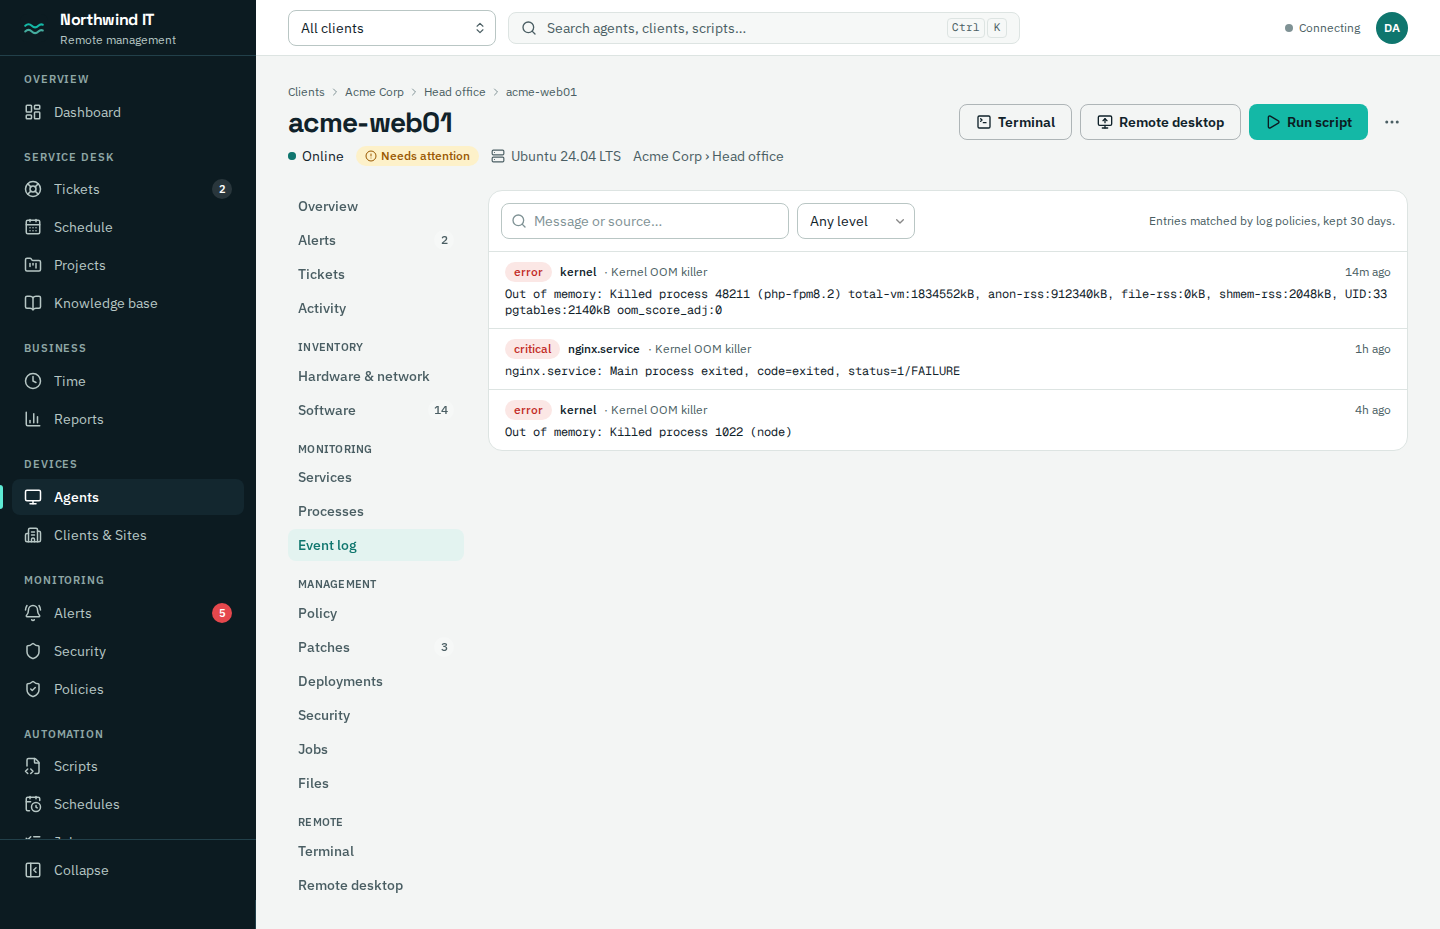 Northwind IT
Remote management
OVERVIEW
Dashboard
SERVICE DESK
Tickets 2
Schedule
Projects
Knowledge base
BUSINESS
Time
Reports
DEVICES
Agents
Clients & Sites
MONITORING
Alerts 5
Security
Policies
AUTOMATION
Scripts
Schedules
Collapse
All clients
Search agents, clients, scripts...
Ctrl K
Connecting
DA
Clients > Acme Corp > Head office > acme-web01
acme-web01
Online
Needs attention
Ubuntu 24.04 LTS
Acme Corp › Head office
Terminal
Remote desktop
Run script
Overview
Alerts 2
Tickets
Activity
INVENTORY
Hardware & network
Software 14
MONITORING
Services
Processes
Event log
MANAGEMENT
Policy
Patches 3
Deployments
Security
Jobs
Files
REMOTE
Terminal
Remote desktop
Message or source...
Any level
Entries matched by log policies, kept 30 days.
error kernel · Kernel OOM killer 14m ago
Out of memory: Killed process 48211 (php-fpm8.2) total-vm:1834552kB, anon-rss:912340kB, file-rss:0kB, shmem-rss:2048kB, UID:33
pgtables:2140kB oom_score_adj:0
critical nginx.service · Kernel OOM killer 1h ago
nginx.service: Main process exited, code=exited, status=1/FAILURE
error kernel · Kernel OOM killer 4h ago
Out of memory: Killed process 1022 (node)